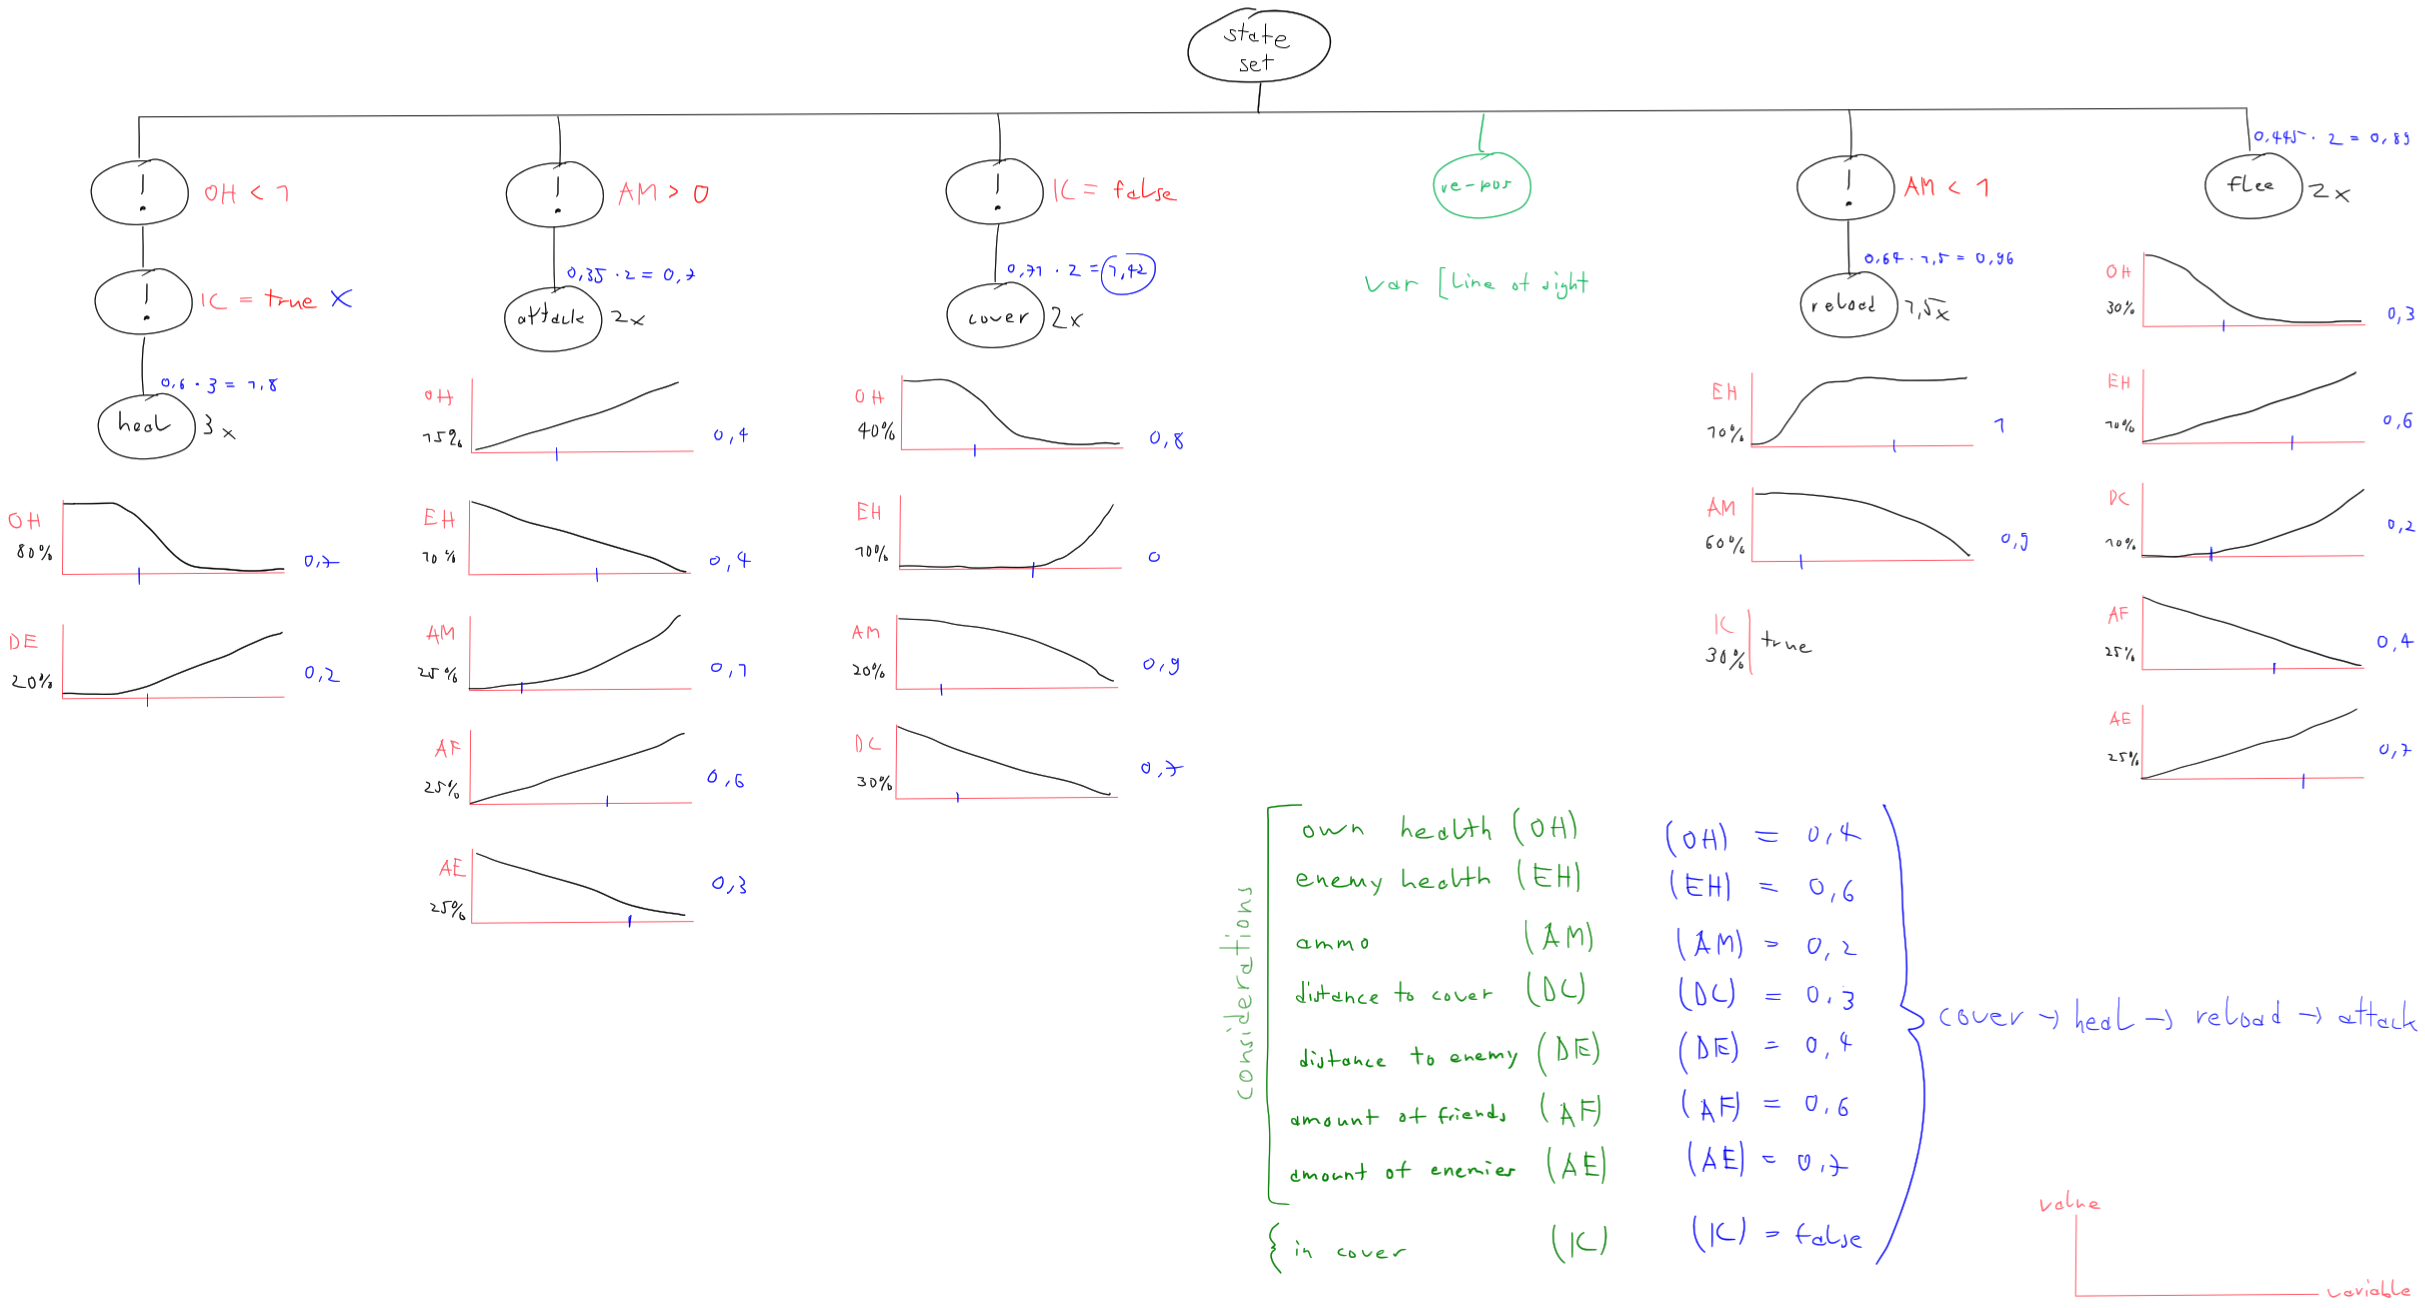 state
set
0,445 · 2 = 0,89
! OH < 1
! AM > 0
! IC = false
re-pos
! AM < 1
flee 2x
! IC = true X
0,35 · 2 = 0,7
attack 2x
0,71 · 2 = 1,42
cover 2x
var [Line of sight
0,64 · 1,5 = 0,96
reload 1,5x
0,6 · 3 = 1,8
heal 3x
OH
80%
0,7
DE
20%
0,2
OH
15%
0,4
EH
10%
0,4
AM
25%
0,1
AF
25%
0,6
AE
25%
0,3
OH
40%
0,8
EH
10%
0
AM
20%
0,9
DC
30%
0,7
EH
10%
1
AM
60%
0,9
IC
30%
true
OH
30%
0,3
EH
10%
0,6
DC
10%
0,2
AF
25%
0,4
AE
25%
0,7
considerations
own health (OH) (OH) = 0,4
enemy health (EH) (EH) = 0,6
ammo (AM) (AM) = 0,2
distance to cover (DC) (DC) = 0,3
distance to enemy (DE) (DE) = 0,4
amount of friends (AF) (AF) = 0,6
amount of enemies (AE) (AE) = 0,7
in cover (IC) (IC) = false
cover → heal → reload → attack
value
variable